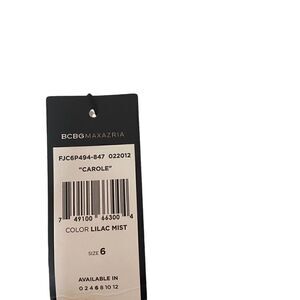 BCBGMAXAZRIA
FJC6P494-847 022012
"CAROLE"
7 49100 66300 4
COLOR LILAC MIST
SIZE 6
AVAILABLE IN
0 2 4 6 8 10 12